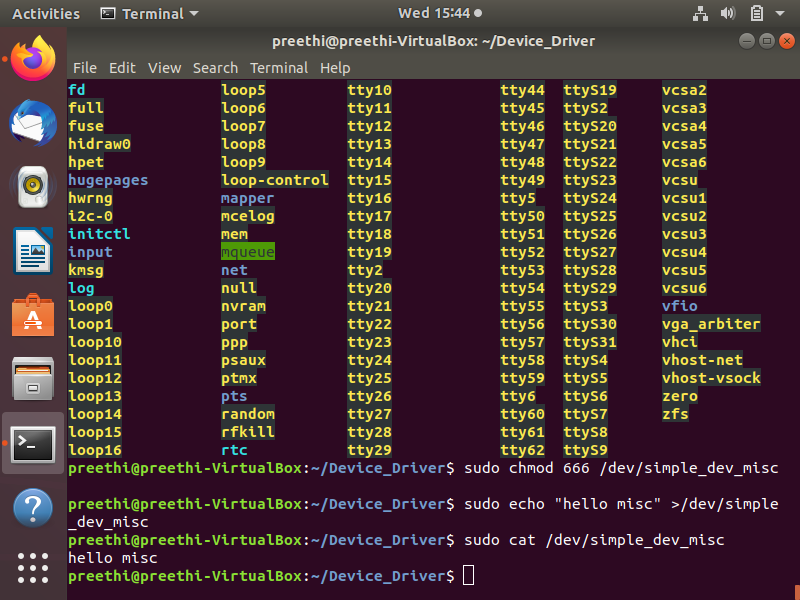 Activities Terminal Wed 15:44
preethi@preethi-VirtualBox: ~/Device_Driver
File Edit View Search Terminal Help
fd loop5 tty10 tty44 ttyS19 vcsa2
full loop6 tty11 tty45 ttyS2 vcsa3
fuse loop7 tty12 tty46 ttyS20 vcsa4
hidraw0 loop8 tty13 tty47 ttyS21 vcsa5
hpet loop9 tty14 tty48 ttyS22 vcsa6
hugepages loop-control tty15 tty49 ttyS23 vcsu
hwrng mapper tty16 tty5 ttyS24 vcsu1
i2c-0 mcelog tty17 tty50 ttyS25 vcsu2
initctl mem tty18 tty51 ttyS26 vcsu3
input mqueue tty19 tty52 ttyS27 vcsu4
kmsg net tty2 tty53 ttyS28 vcsu5
log null tty20 tty54 ttyS29 vcsu6
loop0 nvram tty21 tty55 ttyS3 vfio
loop1 port tty22 tty56 ttyS30 vga_arbiter
loop10 ppp tty23 tty57 ttyS31 vhci
loop11 psaux tty24 tty58 ttyS4 vhost-net
loop12 ptmx tty25 tty59 ttyS5 vhost-vsock
loop13 pts tty26 tty6 ttyS6 zero
loop14 random tty27 tty60 ttyS7 zfs
loop15 rfkill tty28 tty61 ttyS8
loop16 rtc tty29 tty62 ttyS9
preethi@preethi-VirtualBox:~/Device_Driver$ sudo chmod 666 /dev/simple_dev_misc
preethi@preethi-VirtualBox:~/Device_Driver$ sudo echo "hello misc" >/dev/simple
_dev_misc
preethi@preethi-VirtualBox:~/Device_Driver$ sudo cat /dev/simple_dev_misc
hello misc
preethi@preethi-VirtualBox:~/Device_Driver$